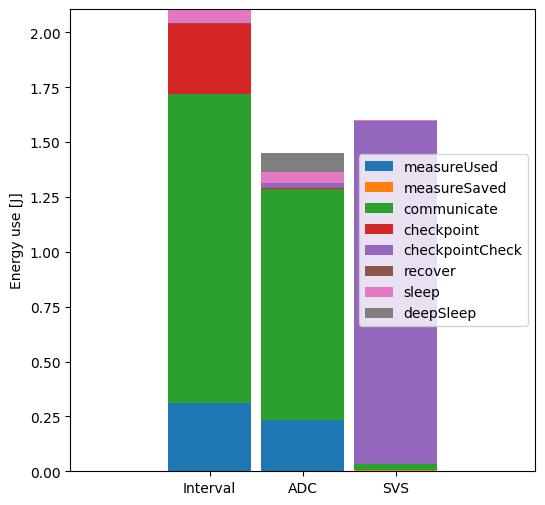 2.00
1.75
1.50
1.25
1.00
0.75
0.50
0.25
0.00
Energy use [J]
Interval
ADC
SVS
measureUsed
measureSaved
communicate
checkpoint
checkpointCheck
recover
sleep
deepSleep